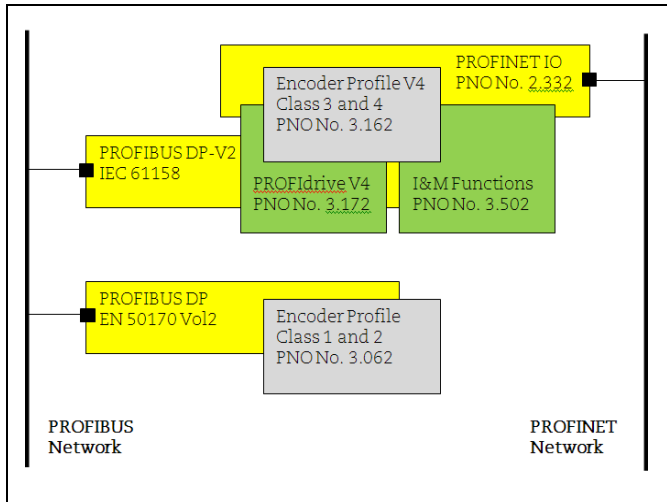 PROFINET IO
PNO No. 2.332
Encoder Profile V4
Class 3 and 4
PNO No. 3.162
PROFIBUS DP-V2
IEC 61158
PROFIdrive V4
PNO No. 3.172
I&M Functions
PNO No. 3.502
PROFIBUS DP
EN 50170 Vol2
Encoder Profile
Class 1 and 2
PNO No. 3.062
PROFIBUS
Network
PROFINET
Network